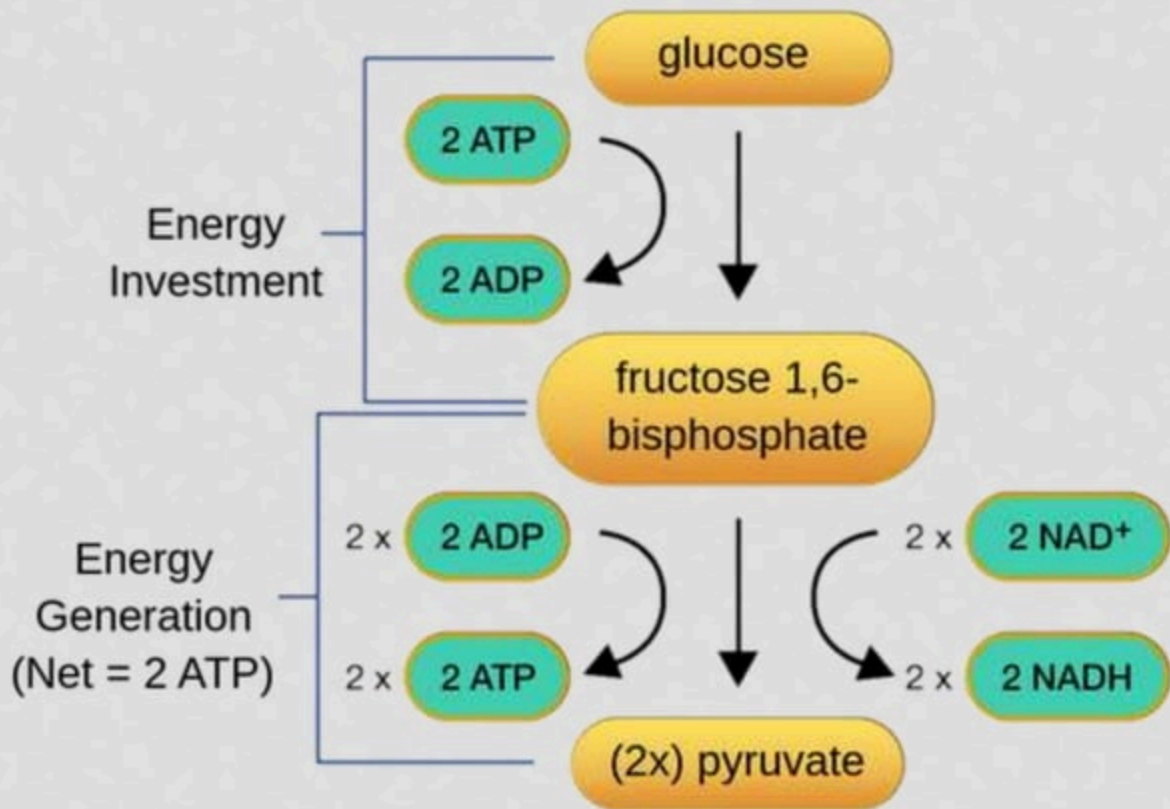 glucose
2 ATP
Energy
Investment
2 ADP
fructose 1,6-
bisphosphate
2 x 2 ADP
2 x 2 NAD⁺
Energy
Generation
(Net = 2 ATP)
2 x 2 ATP
2 x 2 NADH
(2x) pyruvate